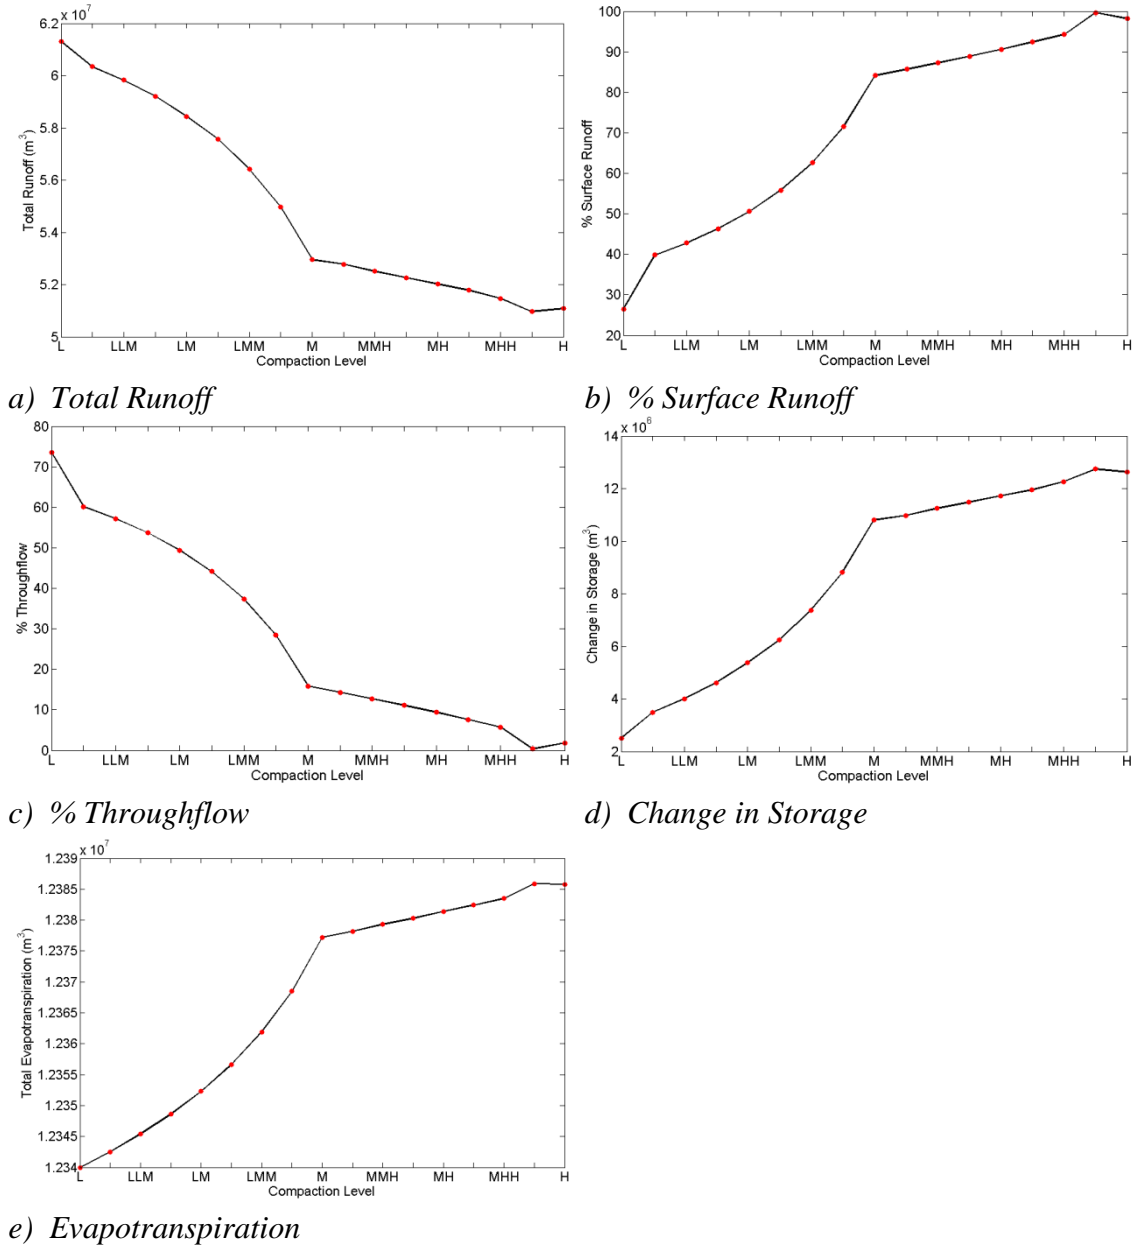 x 10^7
6.2
6
5.8
5.6
5.4
5.2
5
Total Runoff (m^3)
L LLM LM LMM M MMH MH MHH H
Compaction Level
a) Total Runoff
100
90
80
70
60
50
40
30
20
% Surface Runoff
L LLM LM LMM M MMH MH MHH H
Compaction Level
b) % Surface Runoff
80
70
60
50
40
30
20
10
0
% Throughflow
L LLM LM LMM M MMH MH MHH H
Compaction Level
c) % Throughflow
x 10^6
14
12
10
8
6
4
2
Change in Storage (m^3)
L LLM LM LMM M MMH MH MHH H
Compaction Level
d) Change in Storage
x 10^7
1.239
1.2385
1.238
1.2375
1.237
1.2365
1.236
1.2355
1.235
1.2345
1.234
Total Evapotranspiration (m^3)
L LLM LM LMM M MMH MH MHH H
Compaction Level
e) Evapotranspiration